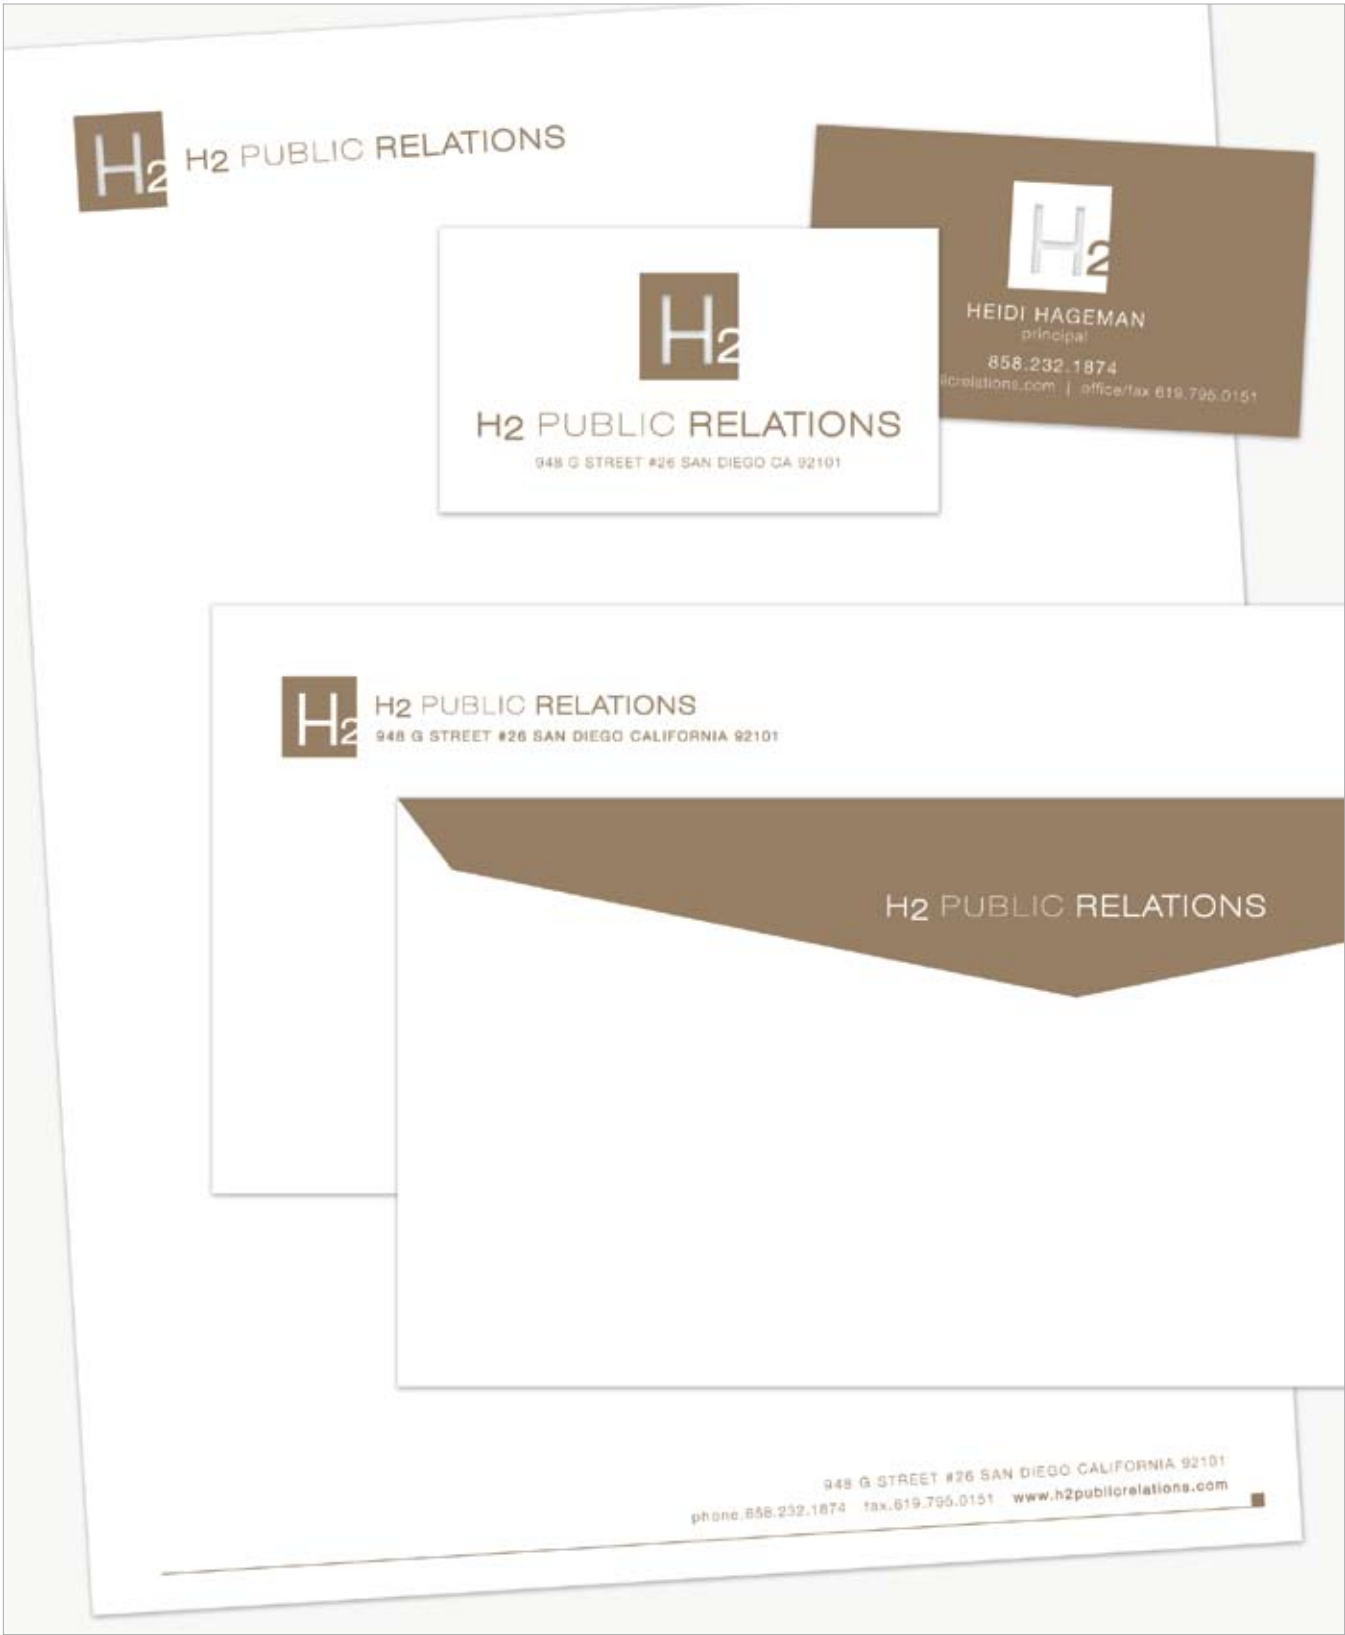 H2
H2 PUBLIC RELATIONS
H2
HEIDI HAGEMAN
principal
858.232.1874
icrelations.com | office/fax 619.795.0151
H2
H2 PUBLIC RELATIONS
948 G STREET #26 SAN DIEGO CA 92101
H2
H2 PUBLIC RELATIONS
948 G STREET #26 SAN DIEGO CALIFORNIA 92101
H2 PUBLIC RELATIONS
948 G STREET #26 SAN DIEGO CALIFORNIA 92101
phone.858.232.1874 fax.619.795.0151 www.h2publicrelations.com